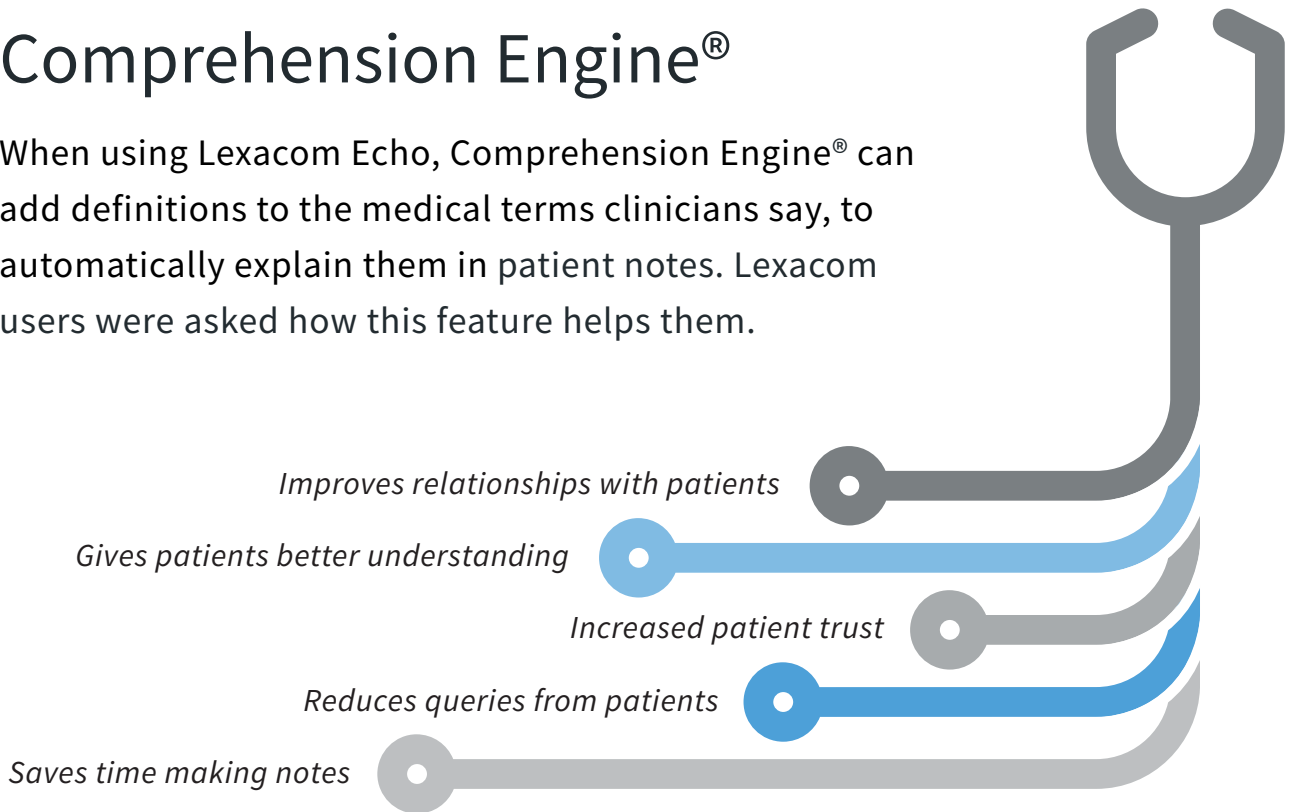 Comprehension Engine®
When using Lexacom Echo, Comprehension Engine® can
add definitions to the medical terms clinicians say, to
automatically explain them in patient notes. Lexacom
users were asked how this feature helps them.
Improves relationships with patients
Gives patients better understanding
Increased patient trust
Reduces queries from patients
Saves time making notes